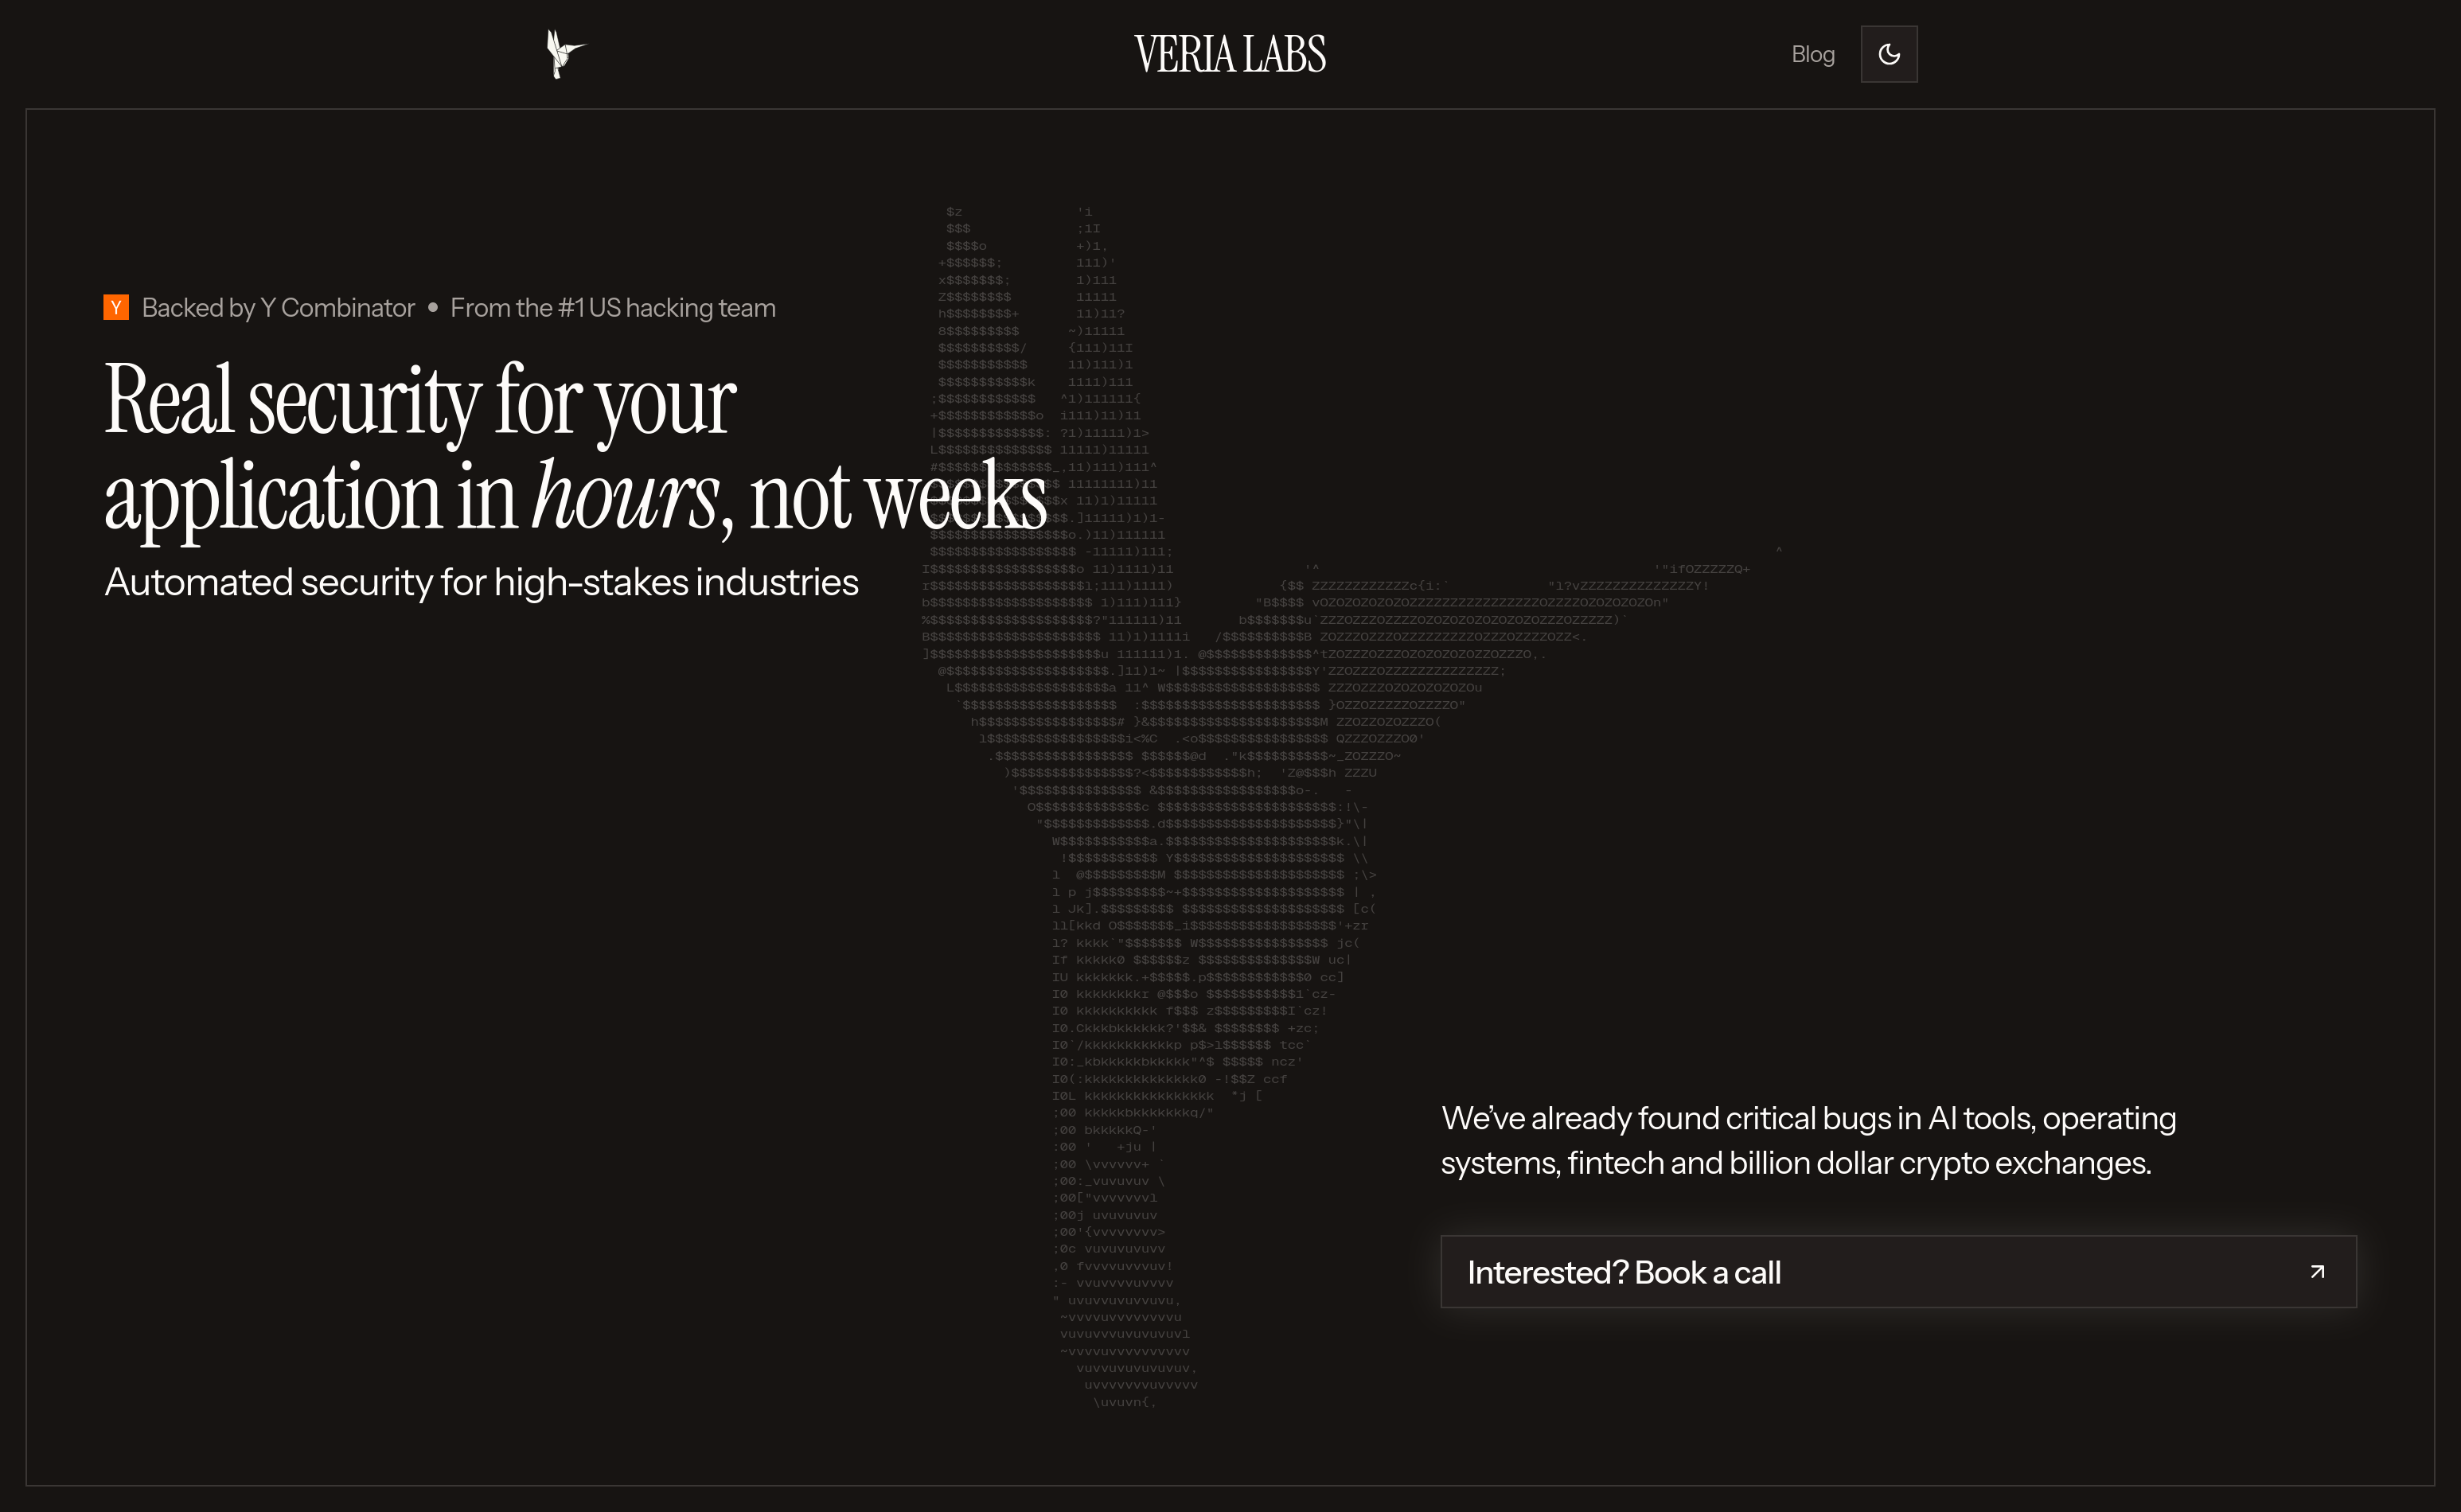 VERIA LABS
Blog
Y Backed by Y Combinator • From the #1 US hacking team
Real security for your
application in hours, not weeks
Automated security for high-stakes industries
We’ve already found critical bugs in AI tools, operating
systems, fintech and billion dollar crypto exchanges.
Interested? Book a call